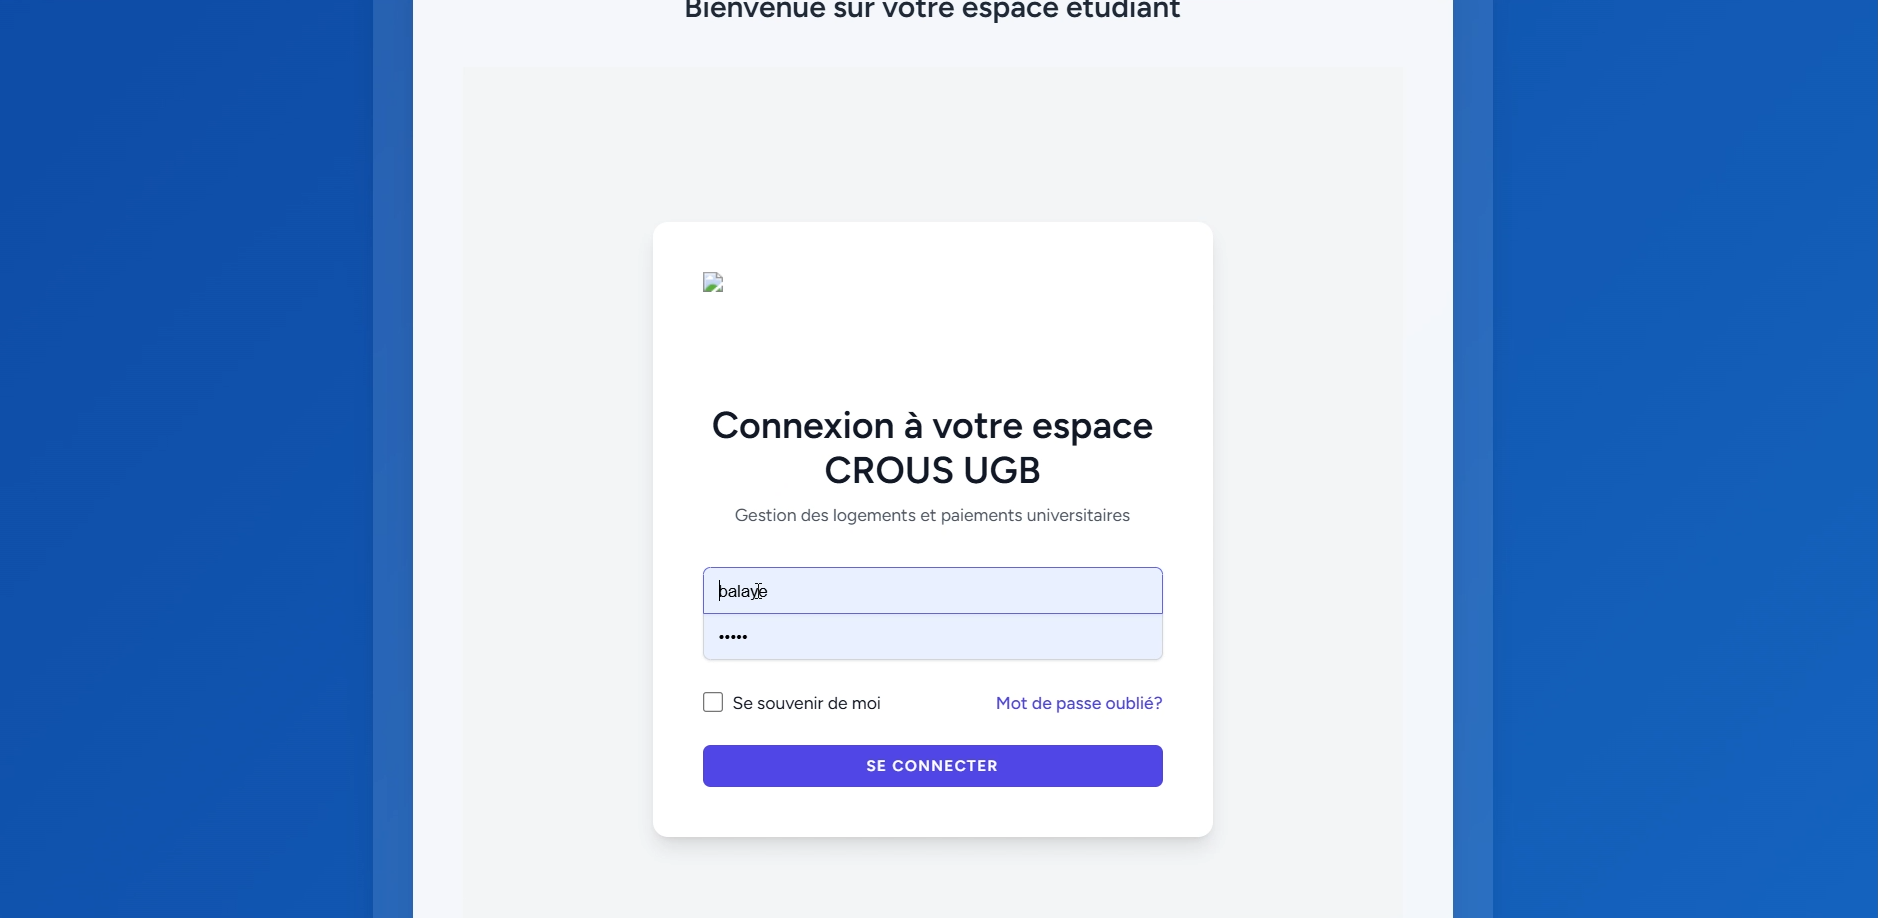 Bienvenue sur votre espace étudiant
Connexion à votre espace
CROUS UGB
Gestion des logements et paiements universitaires
balaye
•••••
Se souvenir de moi
Mot de passe oublié?
SE CONNECTER